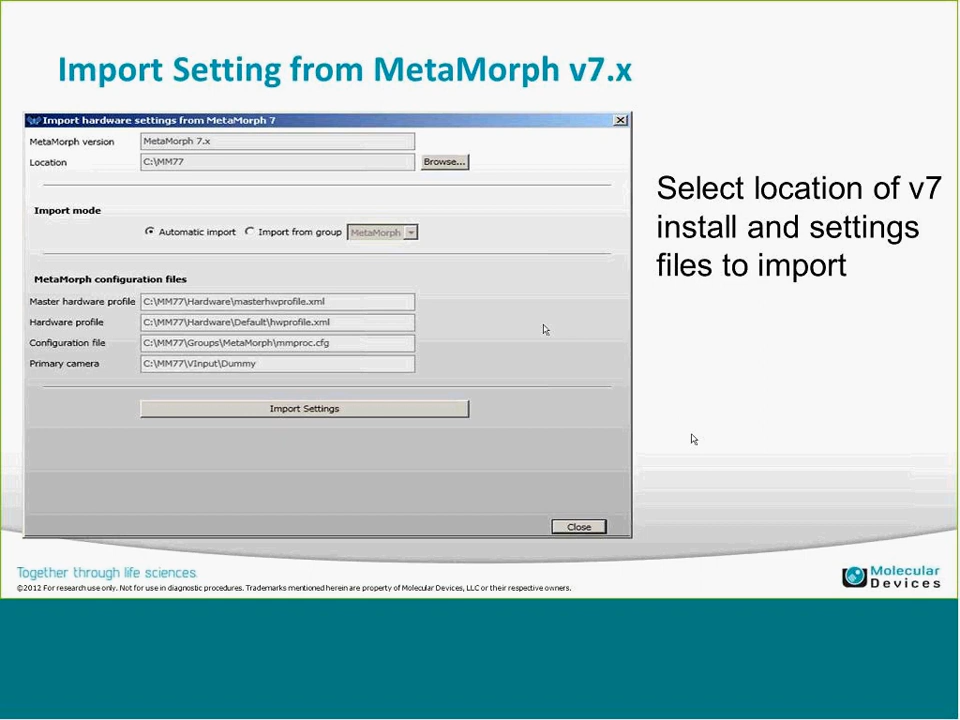 Import Setting from MetaMorph v7.x
Import hardware settings from MetaMorph 7
MetaMorph version MetaMorph 7.x
Location C:\MM77 Browse...
Import mode
Automatic import Import from group MetaMorph
MetaMorph configuration files
Master hardware profile C:\MM77\Hardware\masterhwprofile.xml
Hardware profile C:\MM77\Hardware\Default\hwprofile.xml
Configuration file C:\MM77\Groups\MetaMorph\mmproc.cfg
Primary camera C:\MM77\VInput\Dummy
Import Settings
Close
Select location of v7
install and settings
files to import
Together through life sciences.
©2012 For research use only. Not for use in diagnostic procedures. Trademarks mentioned herein are property of Molecular Devices, LLC or their respective owners.
Molecular
Devices